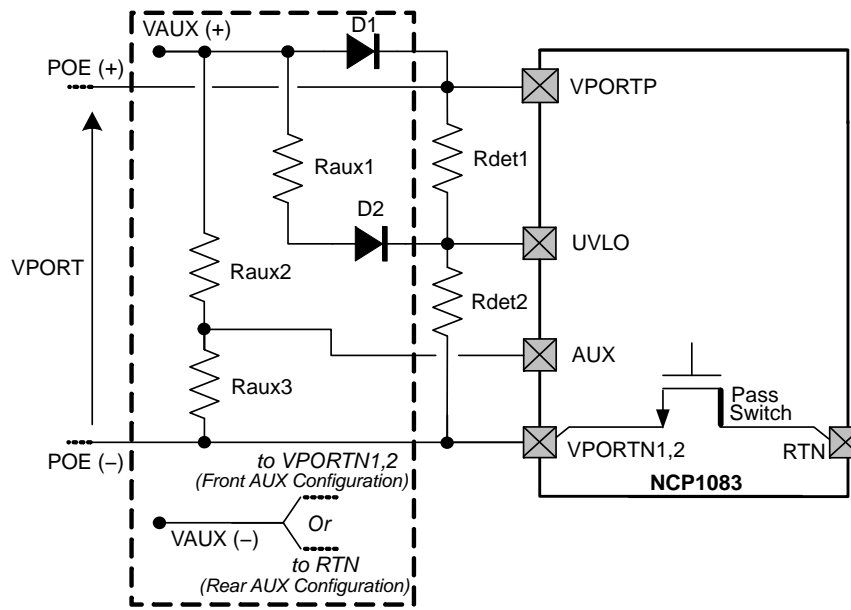 VAUX (+)
D1
POE (+)
VPORTP
Raux1
Rdet1
D2
UVLO
VPORT
Raux2
Rdet2
AUX
Raux3
Pass
Switch
POE (–)
to VPORTN1,2
(Front AUX Configuration)
VPORTN1,2
RTN
NCP1083
Or
VAUX (–)
to RTN
(Rear AUX Configuration)